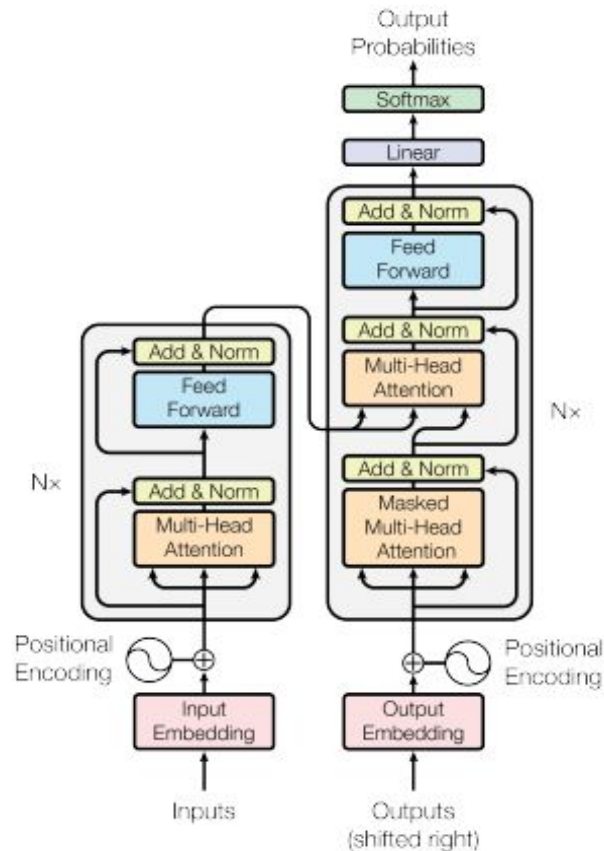 Output
Probabilities
Softmax
Linear
Add & Norm
Feed
Forward
Add & Norm
Multi-Head
Attention
N×
Add & Norm
Masked
Multi-Head
Attention
Add & Norm
Feed
Forward
N×
Add & Norm
Multi-Head
Attention
Positional
Encoding
Positional
Encoding
Input
Embedding
Output
Embedding
Inputs
Outputs
(shifted right)